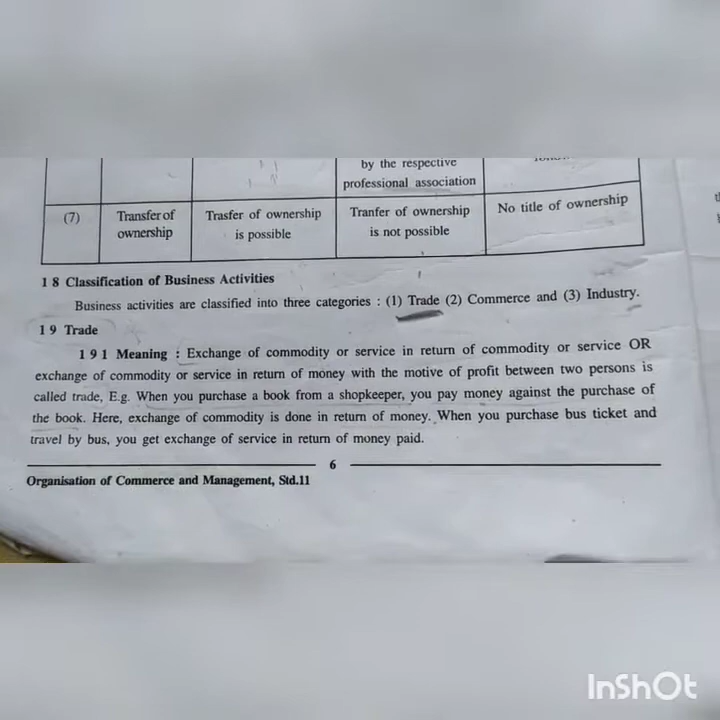 by the respective
professional association
(7) Transfer of ownership Trasfer of ownership is possible Tranfer of ownership is not possible No title of ownership
1 8 Classification of Business Activities
Business activities are classified into three categories : (1) Trade (2) Commerce and (3) Industry.
1 9 Trade
1 9 1 Meaning : Exchange of commodity or service in return of commodity or service OR
exchange of commodity or service in return of money with the motive of profit between two persons is
called trade, E.g. When you purchase a book from a shopkeeper, you pay money against the purchase of
the book. Here, exchange of commodity is done in return of money. When you purchase bus ticket and
travel by bus, you get exchange of service in return of money paid.
6
Organisation of Commerce and Management, Std.11
InShOt